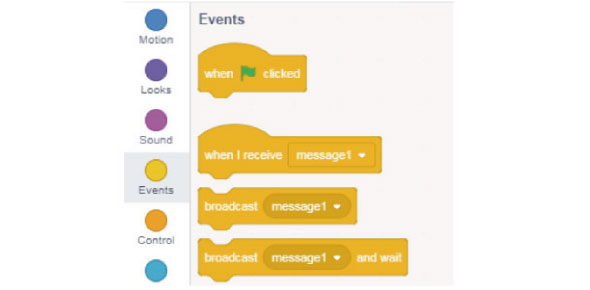 Motion
Looks
Sound
Events
Control
Events
when clicked
when I receive message1
broadcast message1
broadcast message1 and wait